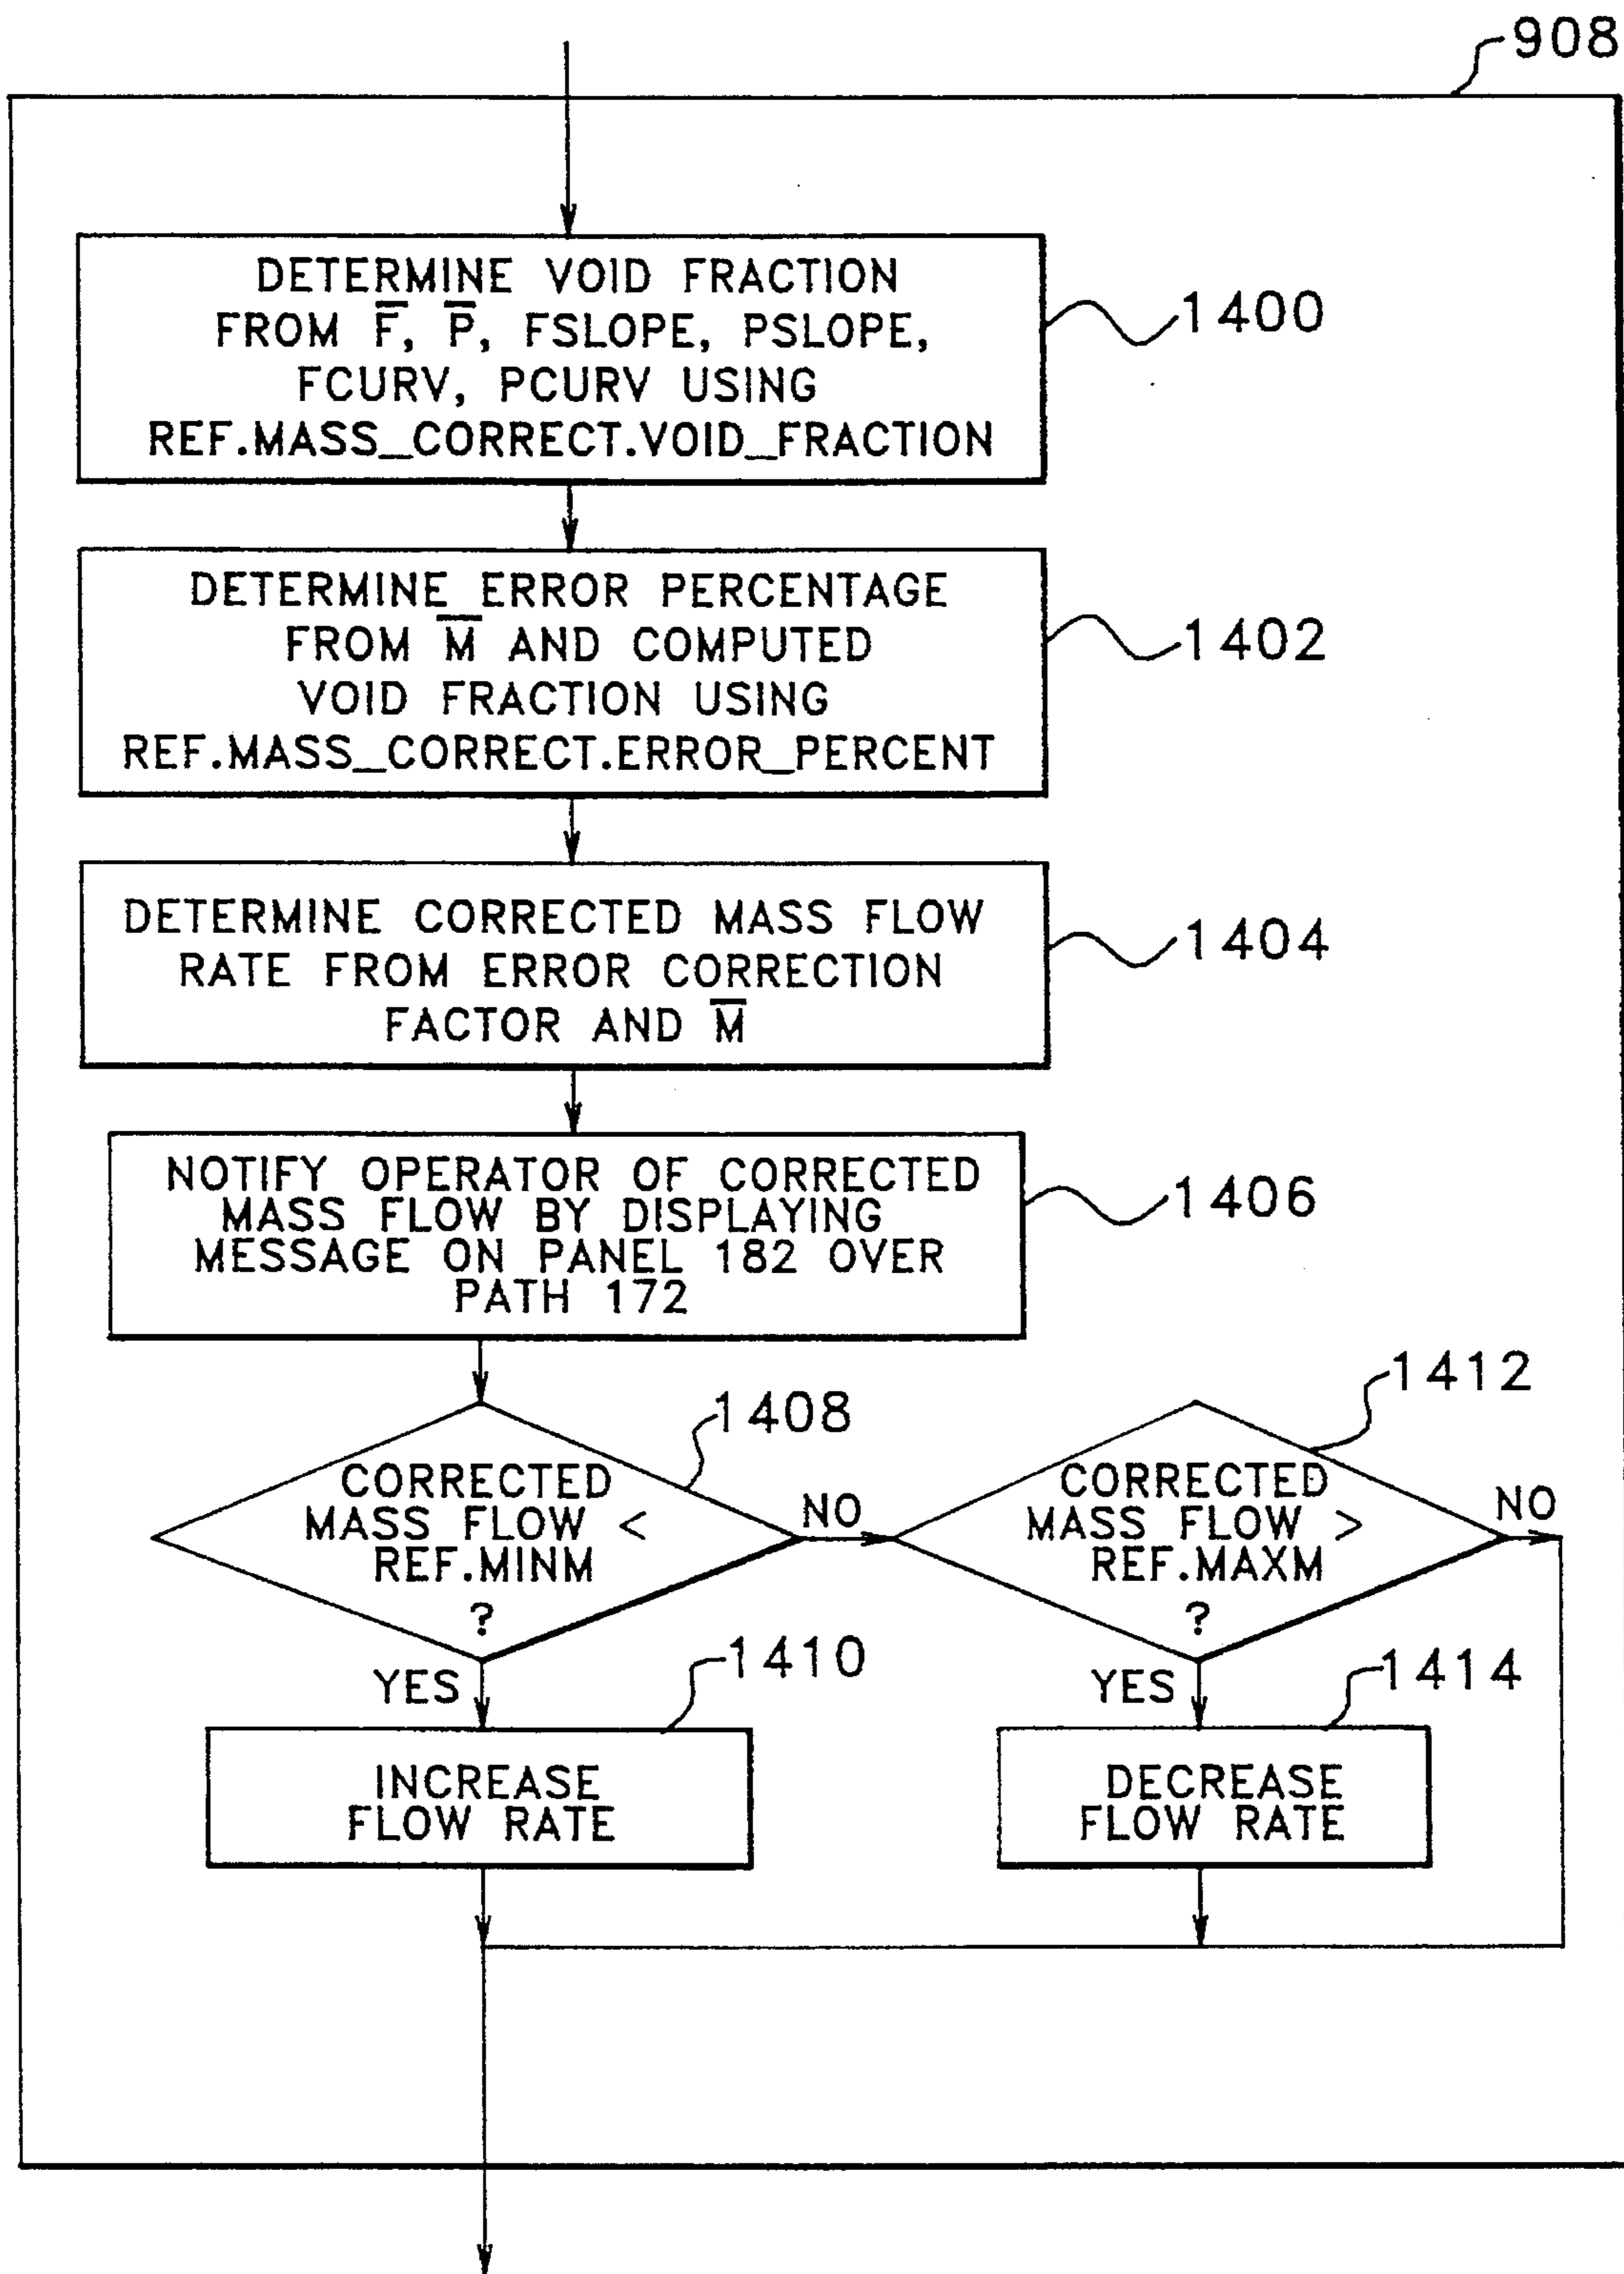 908
DETERMINE VOID FRACTION
FROM F̅, P̅, FSLOPE, PSLOPE,
FCURV, PCURV USING
REF.MASS_CORRECT.VOID_FRACTION
1400
DETERMINE ERROR PERCENTAGE
FROM M̅ AND COMPUTED
VOID FRACTION USING
REF.MASS_CORRECT.ERROR_PERCENT
1402
DETERMINE CORRECTED MASS FLOW
RATE FROM ERROR CORRECTION
FACTOR AND M̅
1404
NOTIFY OPERATOR OF CORRECTED
MASS FLOW BY DISPLAYING
MESSAGE ON PANEL 182 OVER
PATH 172
1406
CORRECTED
MASS FLOW <
REF.MINM
?
1408
NO
YES
CORRECTED
MASS FLOW >
REF.MAXM
?
1412
NO
YES
INCREASE
FLOW RATE
1410
DECREASE
FLOW RATE
1414